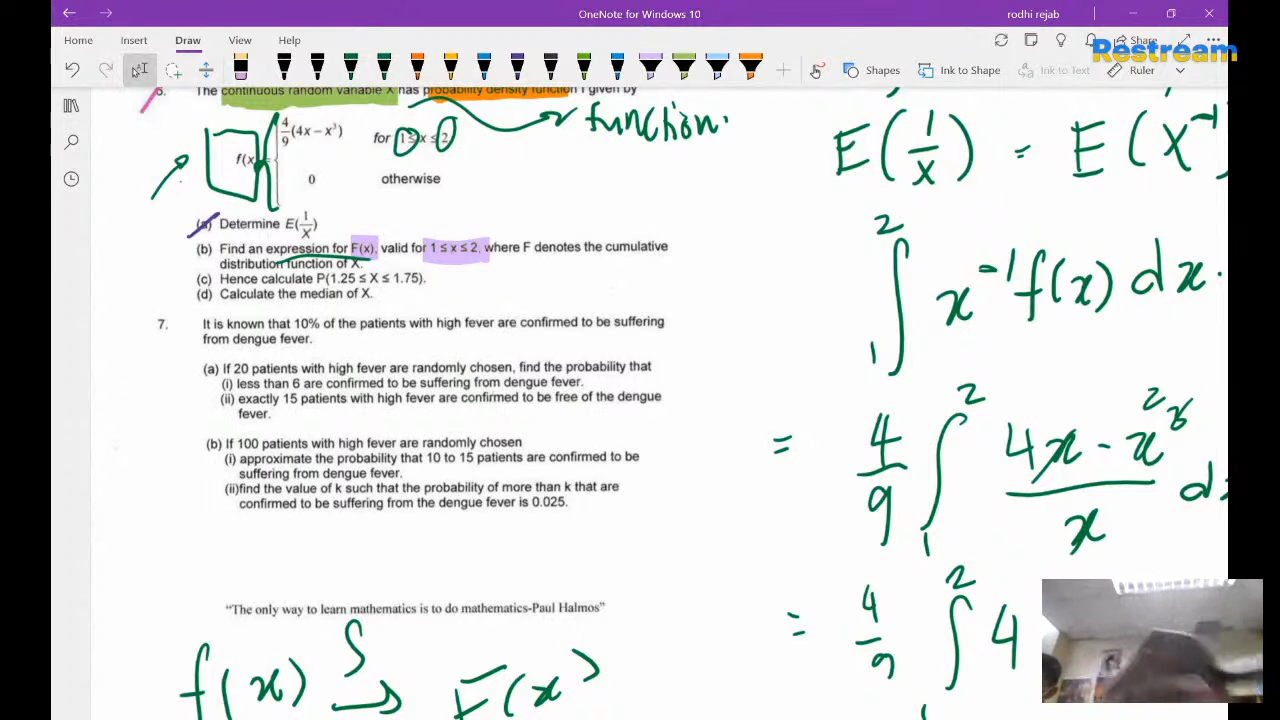 OneNote for Windows 10
rodhi rejab
Home Insert Draw View Help
Share
Restream
Shapes Ink to Shape Ink to Text Ruler
The continuous random variable X has probability density function f given by
f(x) = { 4/9 (4x − x³) for 1 ≤ x ≤ 2
0 otherwise
function.
(a) Determine E(1/X)
(b) Find an expression for F(x), valid for 1 ≤ x ≤ 2, where F denotes the cumulative
distribution function of X.
(c) Hence calculate P(1.25 ≤ X ≤ 1.75).
(d) Calculate the median of X.
7. It is known that 10% of the patients with high fever are confirmed to be suffering
from dengue fever.
(a) If 20 patients with high fever are randomly chosen, find the probability that
(i) less than 6 are confirmed to be suffering from dengue fever.
(ii) exactly 15 patients with high fever are confirmed to be free of the dengue
fever.
(b) If 100 patients with high fever are randomly chosen
(i) approximate the probability that 10 to 15 patients are confirmed to be
suffering from dengue fever.
(ii)find the value of k such that the probability of more than k that are
confirmed to be suffering from the dengue fever is 0.025.
"The only way to learn mathematics is to do mathematics-Paul Halmos"
f(x) ∫→ F(x)
E(1/X) = E(X⁻¹)
∫₁² x⁻¹ f(x) dx.
= 4/9 ∫₁² (4x − x³)/x d
= 4/9 ∫₁² 4